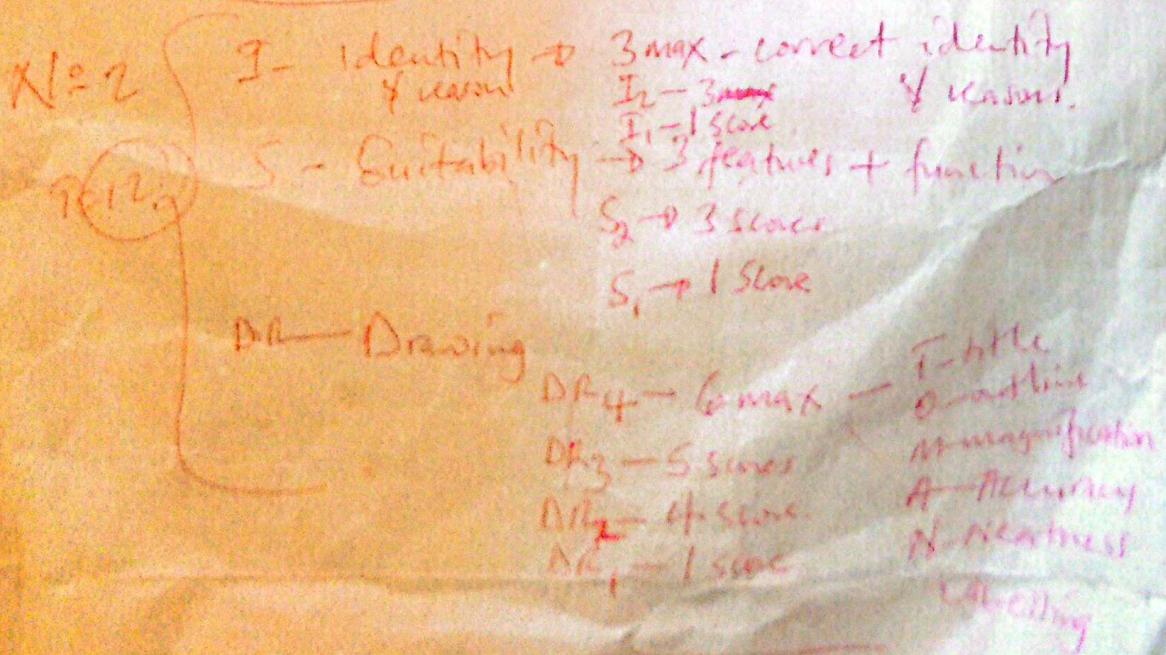 № 2
I - identity → 3 max - correct identity
& reason I2 - 3 max & reason.
I1 - 1 score
S - Suitability → 3 features + function
12
S2 → 3 scores
S1 → 1 score
DR - Drawing
T - title
DR4 - 6 max - O - outline
M - magnification
DR3 - 5 scores
A - Accuracy
DR2 - 4 score
N - Neatness
DR1 - 1 score
Labelling